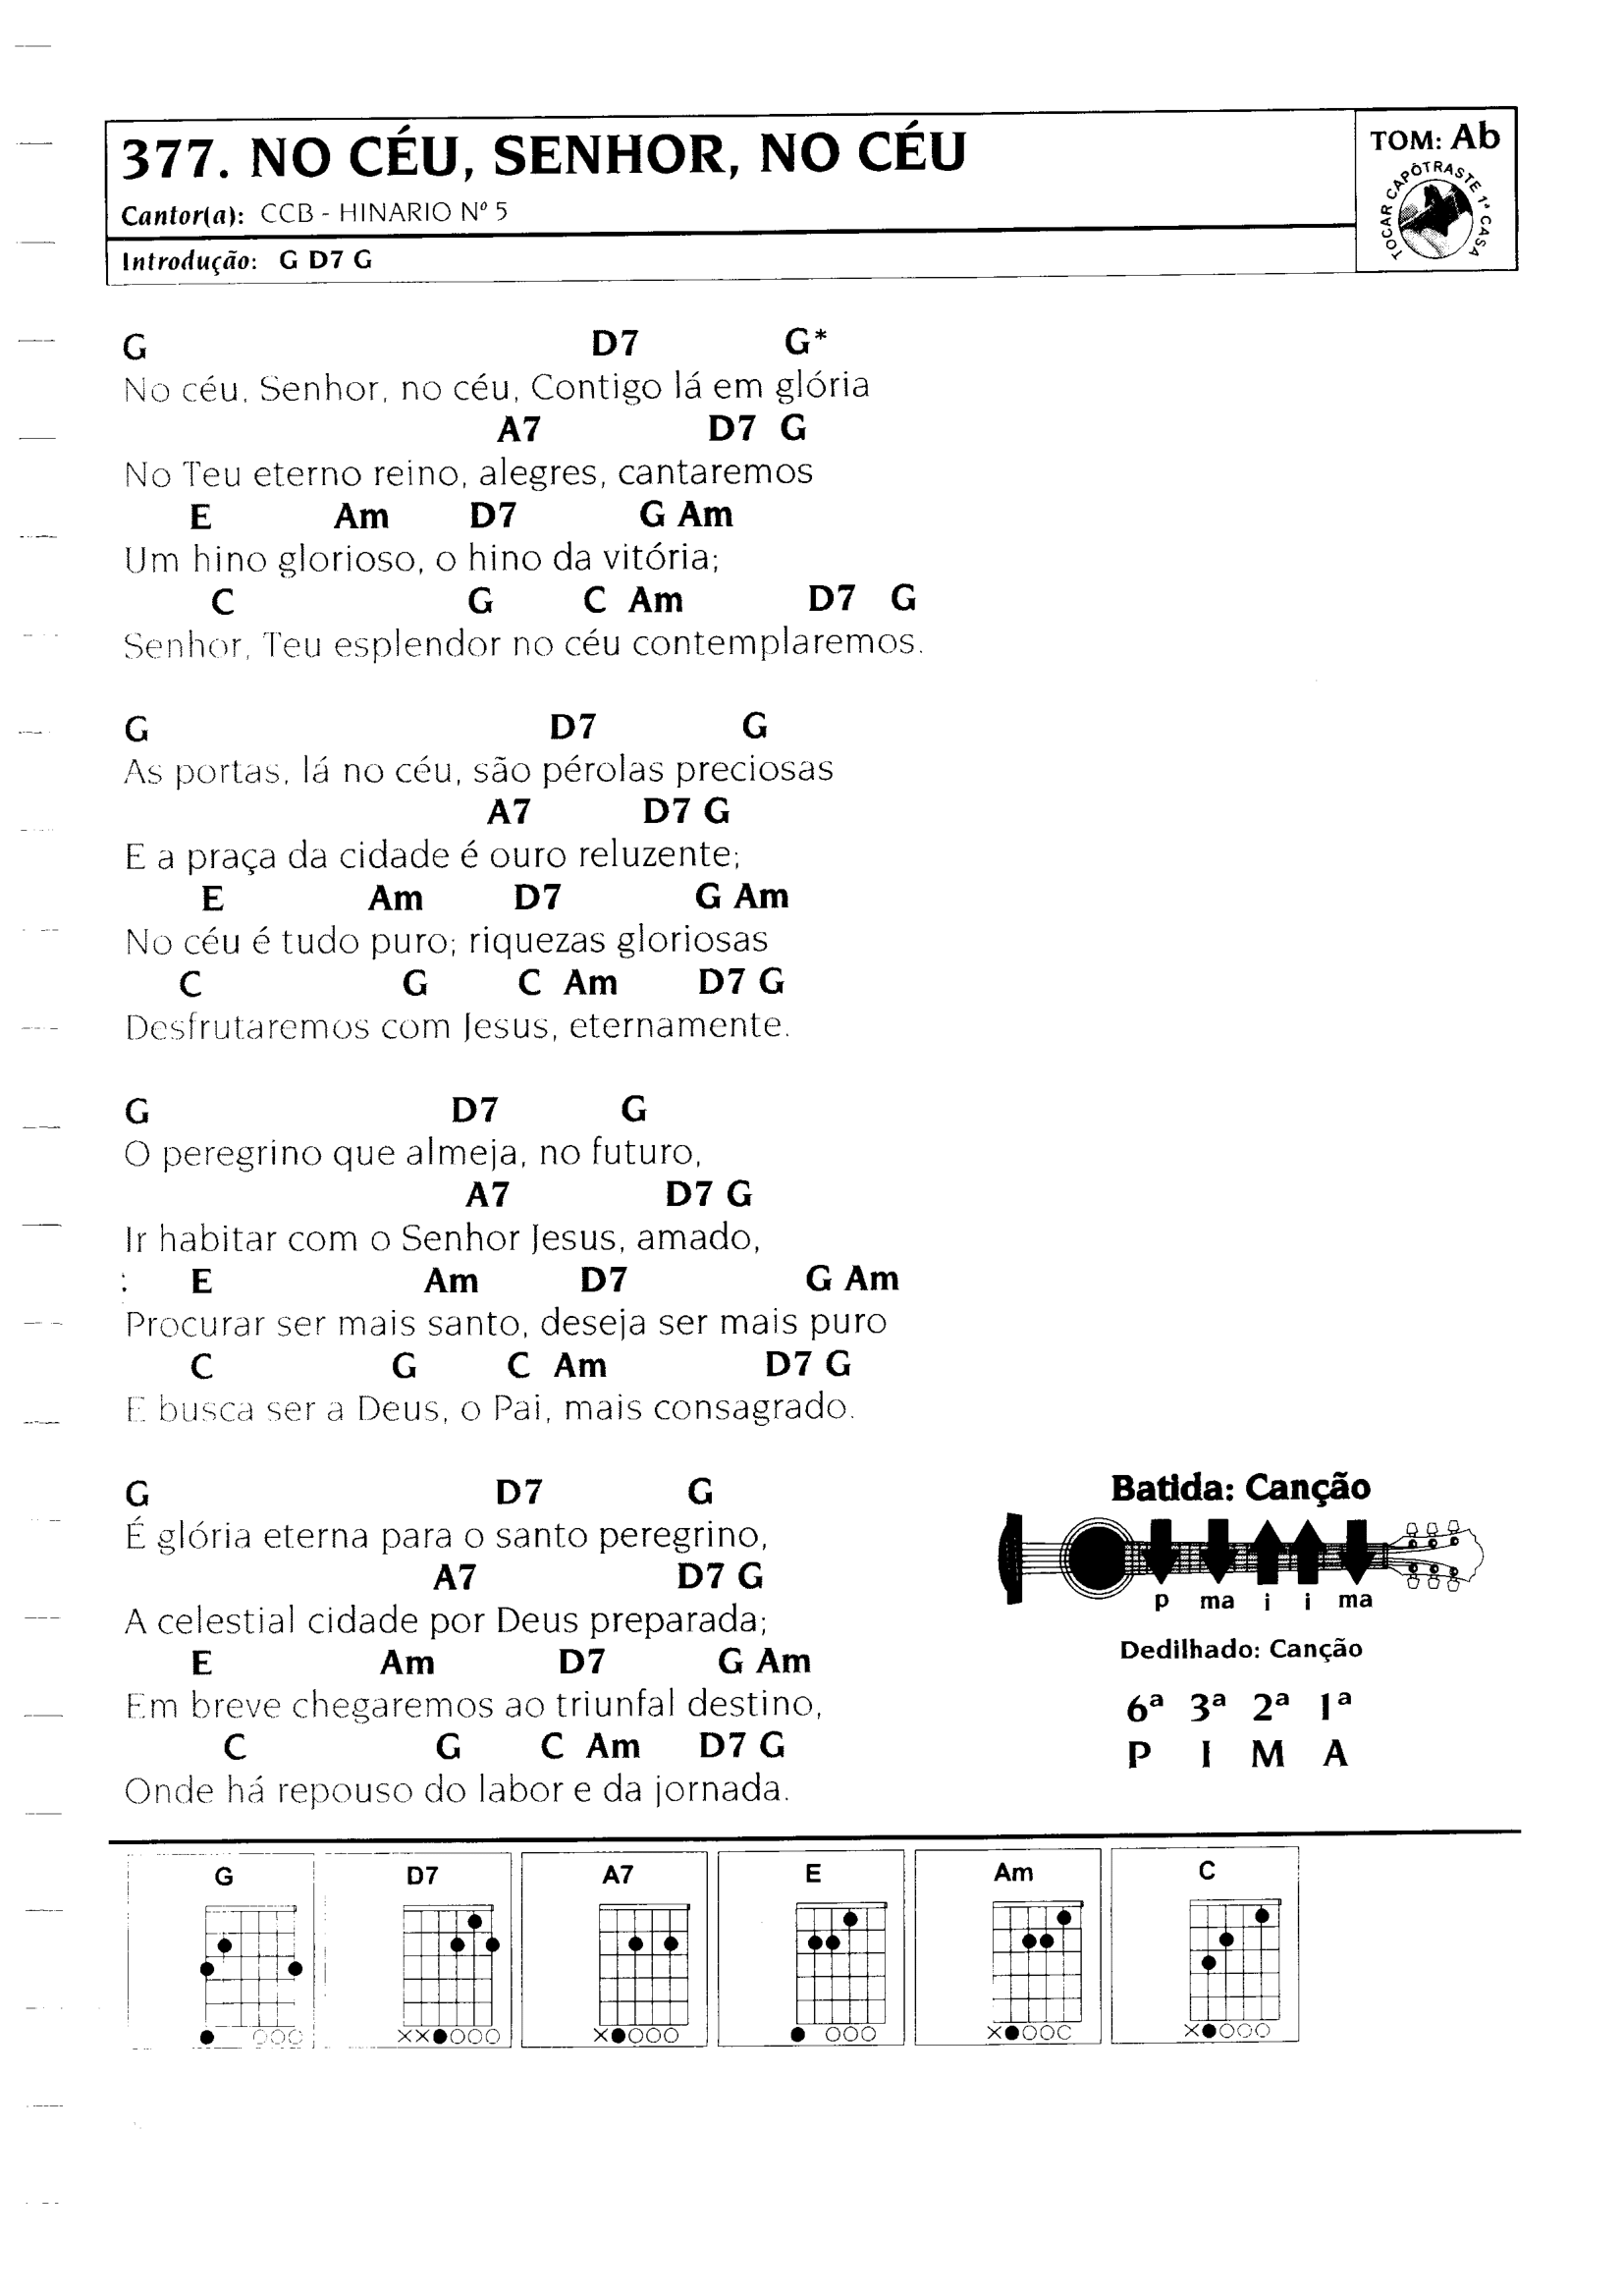 377. NO CÉU, SENHOR, NO CÉU
Cantor(a): CCB - HINARIO Nº 5
Introdução: G D7 G
TOM: Ab
TOCAR CAPÔTRASTE 1ª CASA
G D7 G*
No céu, Senhor, no céu, Contigo lá em glória
A7 D7 G
No Teu eterno reino, alegres, cantaremos
E Am D7 G Am
Um hino glorioso, o hino da vitória;
C G C Am D7 G
Senhor, Teu esplendor no céu contemplaremos.
G D7 G
As portas, lá no céu, são pérolas preciosas
A7 D7 G
E a praça da cidade é ouro reluzente;
E Am D7 G Am
No céu é tudo puro; riquezas gloriosas
C G C Am D7 G
Desfrutaremos com Jesus, eternamente.
G D7 G
O peregrino que almeja, no futuro,
A7 D7 G
Ir habitar com o Senhor Jesus, amado,
: E Am D7 G Am
Procurar ser mais santo, deseja ser mais puro
C G C Am D7 G
E busca ser a Deus, o Pai, mais consagrado.
G D7 G
É glória eterna para o santo peregrino,
A7 D7 G
A celestial cidade por Deus preparada;
E Am D7 G Am
Em breve chegaremos ao triunfal destino,
C G C Am D7 G
Onde há repouso do labor e da jornada.
Batida: Canção
p ma i i ma
Dedilhado: Canção
6ª 3ª 2ª 1ª
P I M A
G D7 A7 E Am C